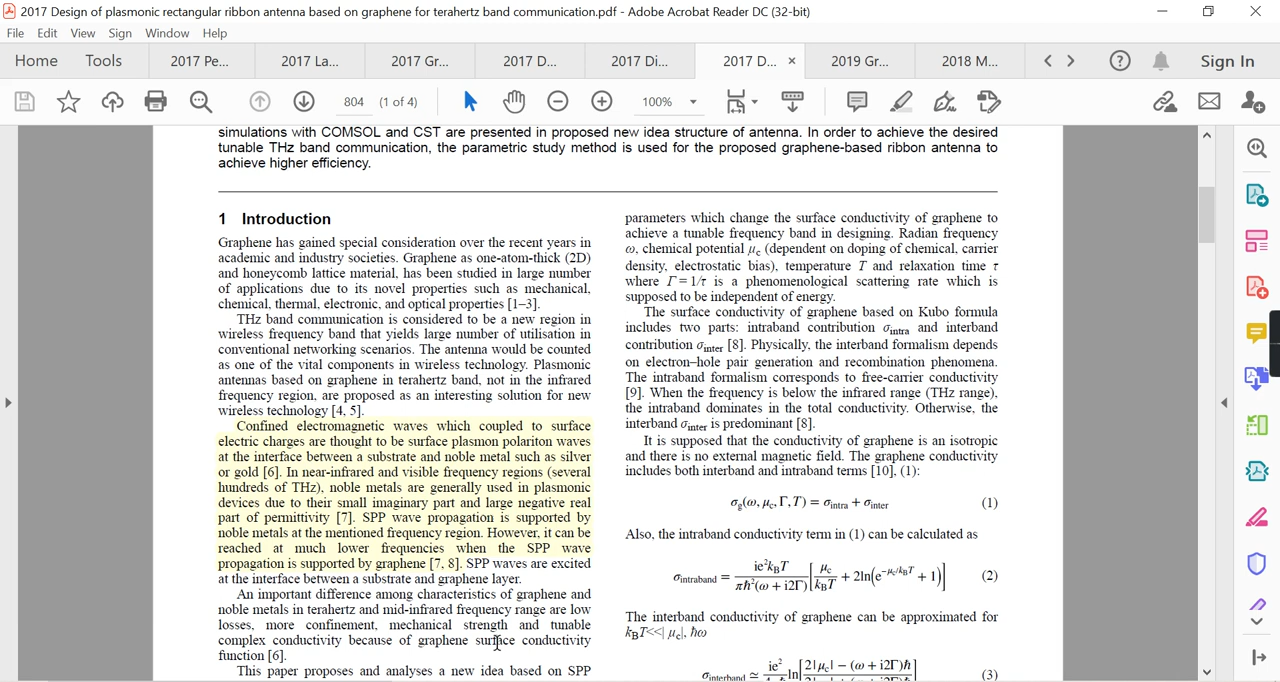 2017 Design of plasmonic rectangular ribbon antenna based on graphene for terahertz band communication.pdf - Adobe Acrobat Reader DC (32-bit)
File Edit View Sign Window Help
Home Tools 2017 Pe... 2017 La... 2017 Gr... 2017 D... 2017 Di... 2017 D... × 2019 Gr... 2018 M... Sign In
804 (1 of 4) 100%
simulations with COMSOL and CST are presented in proposed new idea structure of antenna. In order to achieve the desired
tunable THz band communication, the parametric study method is used for the proposed graphene-based ribbon antenna to
achieve higher efficiency.
1 Introduction
Graphene has gained special consideration over the recent years in
academic and industry societies. Graphene as one-atom-thick (2D)
and honeycomb lattice material, has been studied in large number
of applications due to its novel properties such as mechanical,
chemical, thermal, electronic, and optical properties [1–3].
THz band communication is considered to be a new region in
wireless frequency band that yields large number of utilisation in
conventional networking scenarios. The antenna would be counted
as one of the vital components in wireless technology. Plasmonic
antennas based on graphene in terahertz band, not in the infrared
frequency region, are proposed as an interesting solution for new
wireless technology [4, 5].
Confined electromagnetic waves which coupled to surface
electric charges are thought to be surface plasmon polariton waves
at the interface between a substrate and noble metal such as silver
or gold [6]. In near-infrared and visible frequency regions (several
hundreds of THz), noble metals are generally used in plasmonic
devices due to their small imaginary part and large negative real
part of permittivity [7]. SPP wave propagation is supported by
noble metals at the mentioned frequency region. However, it can be
reached at much lower frequencies when the SPP wave
propagation is supported by graphene [7, 8]. SPP waves are excited
at the interface between a substrate and graphene layer.
An important difference among characteristics of graphene and
noble metals in terahertz and mid-infrared frequency range are low
losses, more confinement, mechanical strength and tunable
complex conductivity because of graphene surface conductivity
function [6].
This paper proposes and analyses a new idea based on SPP
parameters which change the surface conductivity of graphene to
achieve a tunable frequency band in designing. Radian frequency
ω, chemical potential μc (dependent on doping of chemical, carrier
density, electrostatic bias), temperature T and relaxation time τ
where Γ = 1/τ is a phenomenological scattering rate which is
supposed to be independent of energy.
The surface conductivity of graphene based on Kubo formula
includes two parts: intraband contribution σintra and interband
contribution σinter [8]. Physically, the interband formalism depends
on electron–hole pair generation and recombination phenomena.
The intraband formalism corresponds to free-carrier conductivity
[9]. When the frequency is below the infrared range (THz range),
the intraband dominates in the total conductivity. Otherwise, the
interband σinter is predominant [8].
It is supposed that the conductivity of graphene is an isotropic
and there is no external magnetic field. The graphene conductivity
includes both interband and intraband terms [10], (1):
σg(ω, μc, Γ, T) = σintra + σinter (1)
Also, the intraband conductivity term in (1) can be calculated as
σintraband = ie²kBT / πℏ²(ω + i2Γ) [μc / kBT + 2ln(e^−μc/kBT + 1)] (2)
The interband conductivity of graphene can be approximated for
kBT<<| μc|, ℏω
σinterband ≃ ie² ln[2|μc| − (ω + i2Γ)ℏ] (3)